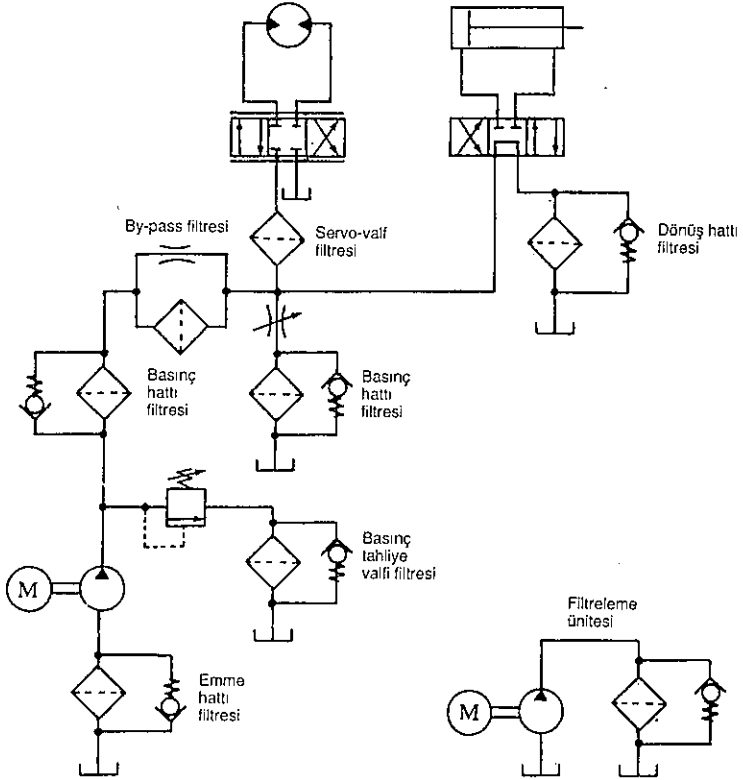 By-pass filtresi
Servo-valf
filtresi
Dönüş hattı
filtresi
Basınç
hattı
filtresi
Basınç
hattı
filtresi
Basınç
tahliye
valfi filtresi
M
Filtreleme
ünitesi
Emme
hattı
filtresi
M